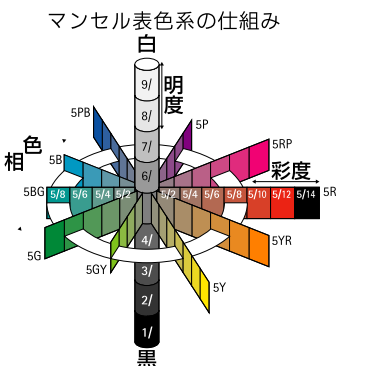 マンセル表色系の仕組み
白
9/
明度
8/
5PB
5P
7/
5RP
色相
5B
6/
彩度
5BG
5/8 5/6 5/4 5/2
5/2 5/4 5/6 5/8 5/10 5/12 5/14
5R
4/
5YR
5G
5GY
3/
5Y
2/
1/
黒